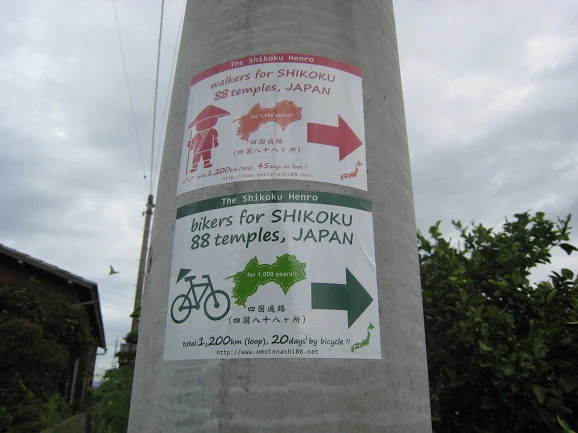 The Shikoku Henro
walkers for SHIKOKU
88 temples, JAPAN
for 1,000 years!!
四国遍路
(四国八十八ヶ所)
total 1,200km (loop), 45days on foot !!
http://www.omotenashi88.net
The Shikoku Henro
bikers for SHIKOKU
88 temples, JAPAN
for 1,000 years!!
四国遍路
(四国八十八ヶ所)
total 1,200km (loop), 20days by bicycle !!
http://www.omotenashi88.net